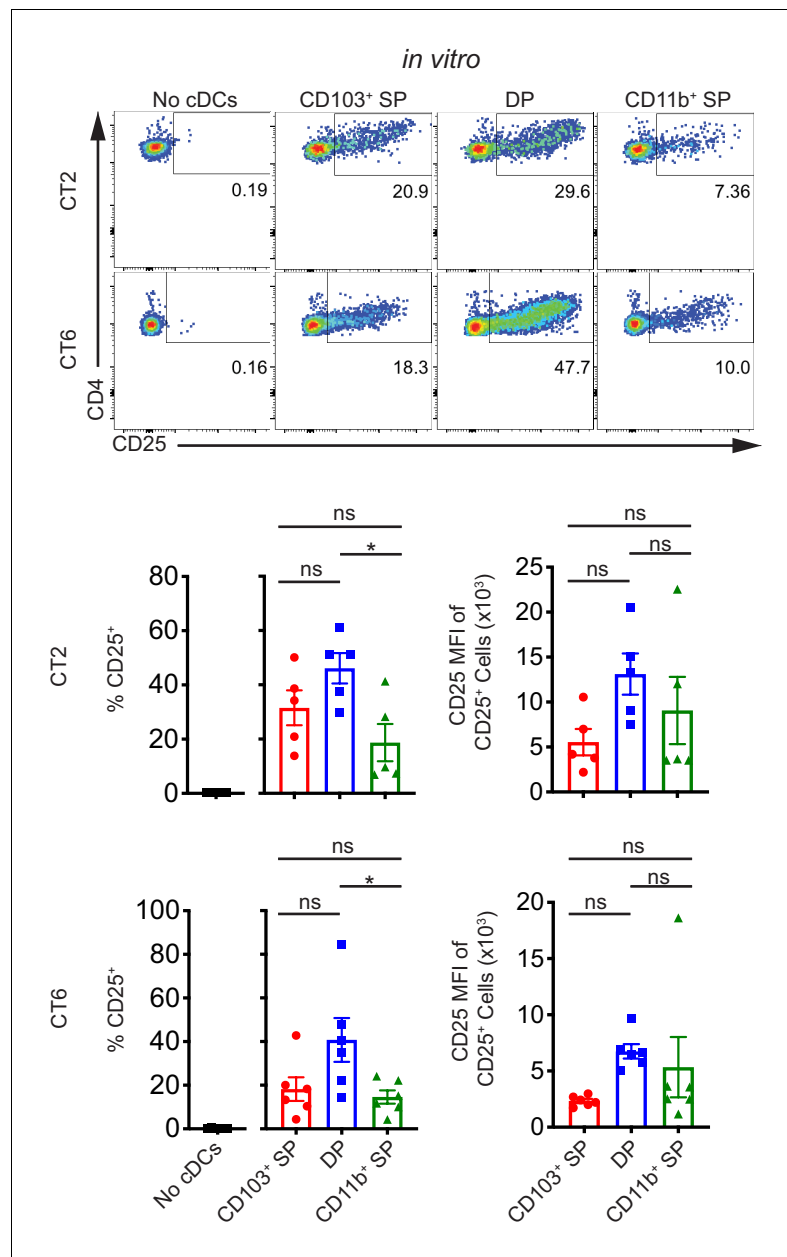 in vitro
No cDCs CD103⁺ SP DP CD11b⁺ SP
CT2
0.19 20.9 29.6 7.36
CT6
0.16 18.3 47.7 10.0
CD4
CD25
ns
*
ns
CT2
% CD25⁺
80
60
40
20
0
ns
ns
ns
CD25 MFI of
CD25⁺ Cells (x10³)
25
20
15
10
5
0
ns
*
ns
CT6
% CD25⁺
100
80
60
40
20
0
No cDCs
CD103⁺ SP
DP
CD11b⁺ SP
ns
ns
ns
CD25 MFI of
CD25⁺ Cells (x10³)
20
15
10
5
0
CD103⁺ SP
DP
CD11b⁺ SP